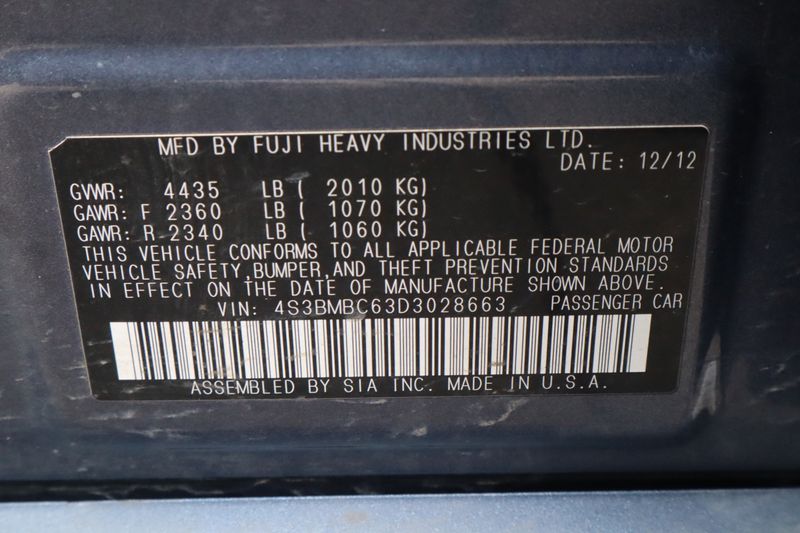 MFD BY FUJI HEAVY INDUSTRIES LTD.
DATE: 12/12
GVWR: 4435 LB ( 2010 KG)
GAWR: F 2360 LB ( 1070 KG)
GAWR: R 2340 LB ( 1060 KG)
THIS VEHICLE CONFORMS TO ALL APPLICABLE FEDERAL MOTOR
VEHICLE SAFETY,BUMPER,AND THEFT PREVENTION STANDARDS
IN EFFECT ON THE DATE OF MANUFACTURE SHOWN ABOVE.
VIN: 4S3BMBC63D3028663 PASSENGER CAR
ASSEMBLED BY SIA INC. MADE IN U.S.A.